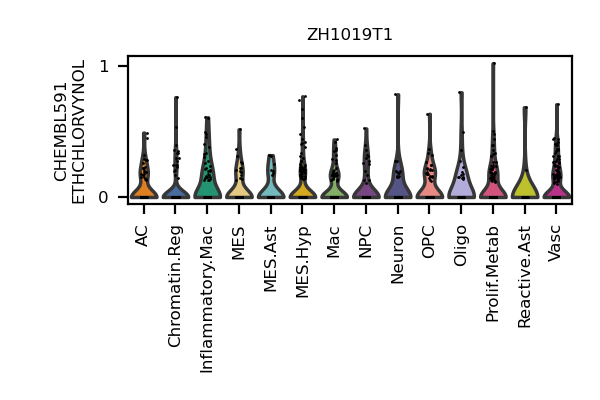 ZH1019T1
CHEMBL591
ETHCHLORVYNOL
1
0
AC
Chromatin.Reg
Inflammatory.Mac
MES
MES.Ast
MES.Hyp
Mac
NPC
Neuron
OPC
Oligo
Prolif.Metab
Reactive.Ast
Vasc